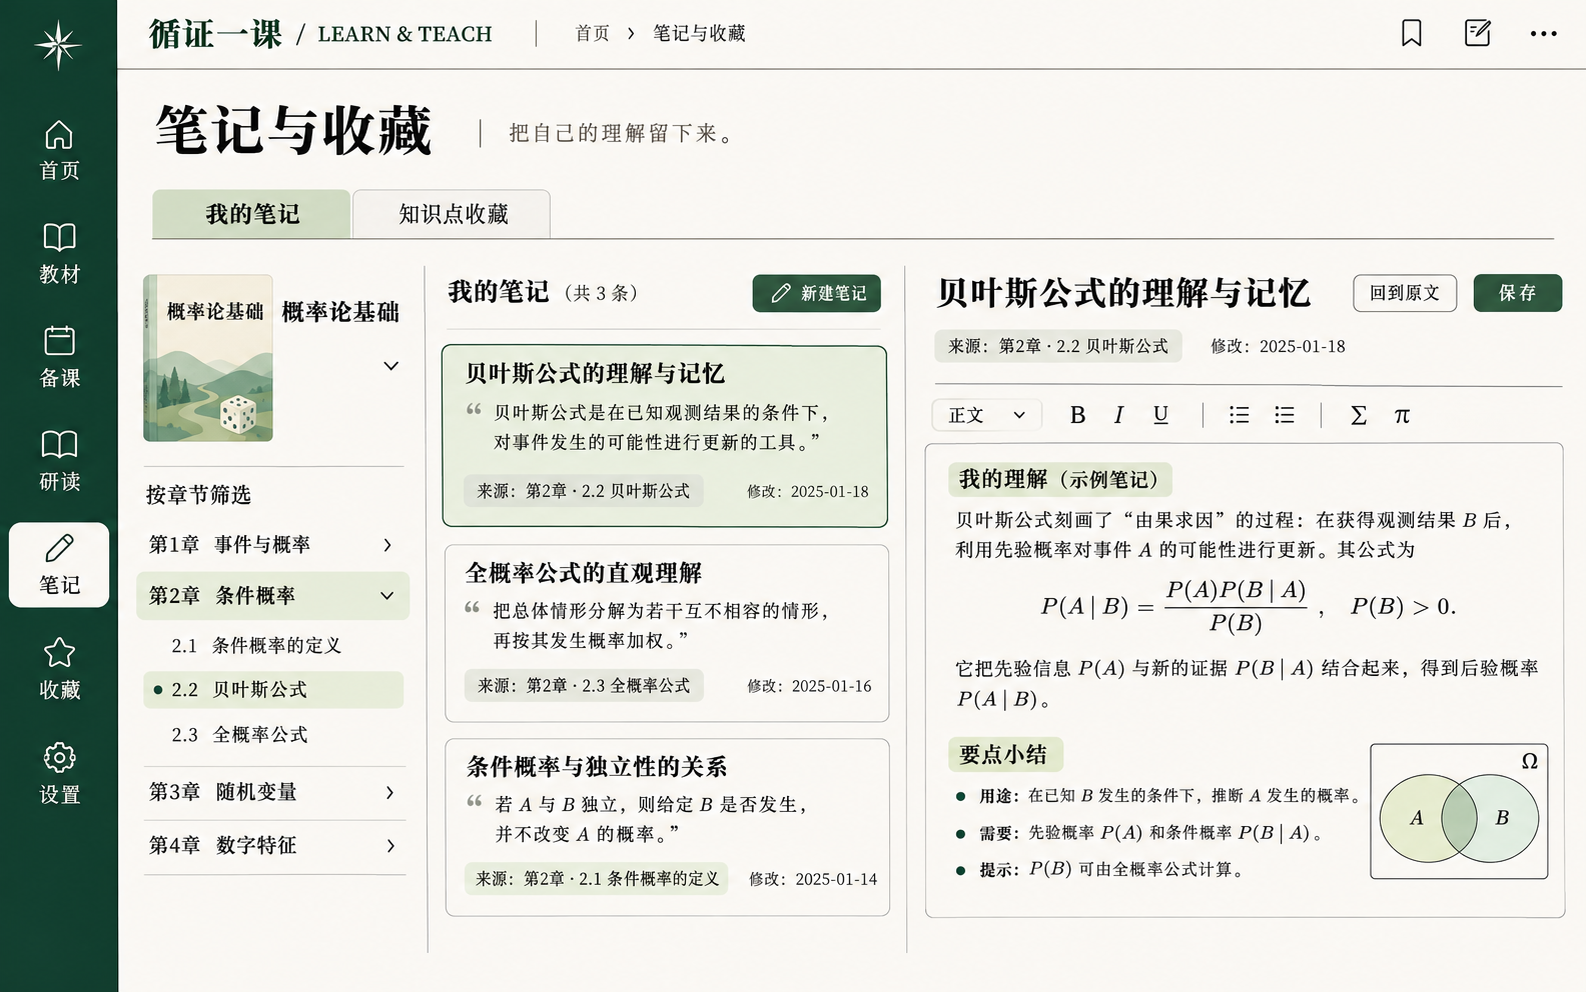 循证一课 / LEARN & TEACH
首页 › 笔记与收藏
首页
教材
备课
研读
笔记
收藏
设置
笔记与收藏
把自己的理解留下来。
我的笔记
知识点收藏
概率论基础
概率论基础
按章节筛选
第1章 事件与概率
第2章 条件概率
2.1 条件概率的定义
2.2 贝叶斯公式
2.3 全概率公式
第3章 随机变量
第4章 数字特征
我的笔记（共 3 条）
新建笔记
贝叶斯公式的理解与记忆
“ 贝叶斯公式是在已知观测结果的条件下，
对事件发生的可能性进行更新的工具。”
来源：第2章 · 2.2 贝叶斯公式
修改：2025-01-18
全概率公式的直观理解
“ 把总体情形分解为若干互不相容的情形，
再按其发生概率加权。”
来源：第2章 · 2.3 全概率公式
修改：2025-01-16
条件概率与独立性的关系
“ 若 A 与 B 独立，则给定 B 是否发生，
并不改变 A 的概率。”
来源：第2章 · 2.1 条件概率的定义
修改：2025-01-14
贝叶斯公式的理解与记忆
回到原文
保存
来源：第2章 · 2.2 贝叶斯公式
修改：2025-01-18
正文
B I U Σ π
我的理解（示例笔记）
贝叶斯公式刻画了“由果求因”的过程：在获得观测结果 B 后，
利用先验概率对事件 A 的可能性进行更新。其公式为
P(A | B) = P(A)P(B | A) / P(B) , P(B) > 0.
它把先验信息 P(A) 与新的证据 P(B | A) 结合起来，得到后验概率
P(A | B)。
要点小结
用途：在已知 B 发生的条件下，推断 A 发生的概率。
需要：先验概率 P(A) 和条件概率 P(B | A)。
提示：P(B) 可由全概率公式计算。
Ω
A
B